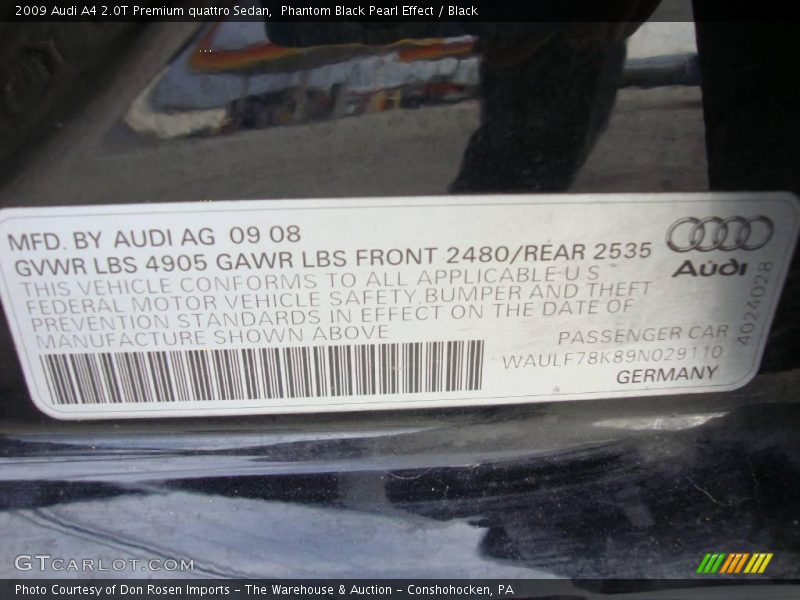 2009 Audi A4 2.0T Premium quattro Sedan,  Phantom Black Pearl Effect / Black
MFD. BY AUDI AG 09 08
GVWR LBS 4905 GAWR LBS FRONT 2480/REAR 2535
THIS VEHICLE CONFORMS TO ALL APPLICABLE U S
FEDERAL MOTOR VEHICLE SAFETY,BUMPER AND THEFT
PREVENTION STANDARDS IN EFFECT ON THE DATE OF
MANUFACTURE SHOWN ABOVE
Audi
4024028
PASSENGER CAR
WAULF78K89N029110
GERMANY
GTCARLOT.COM
Photo Courtesy of Don Rosen Imports – The Warehouse & Auction – Conshohocken, PA